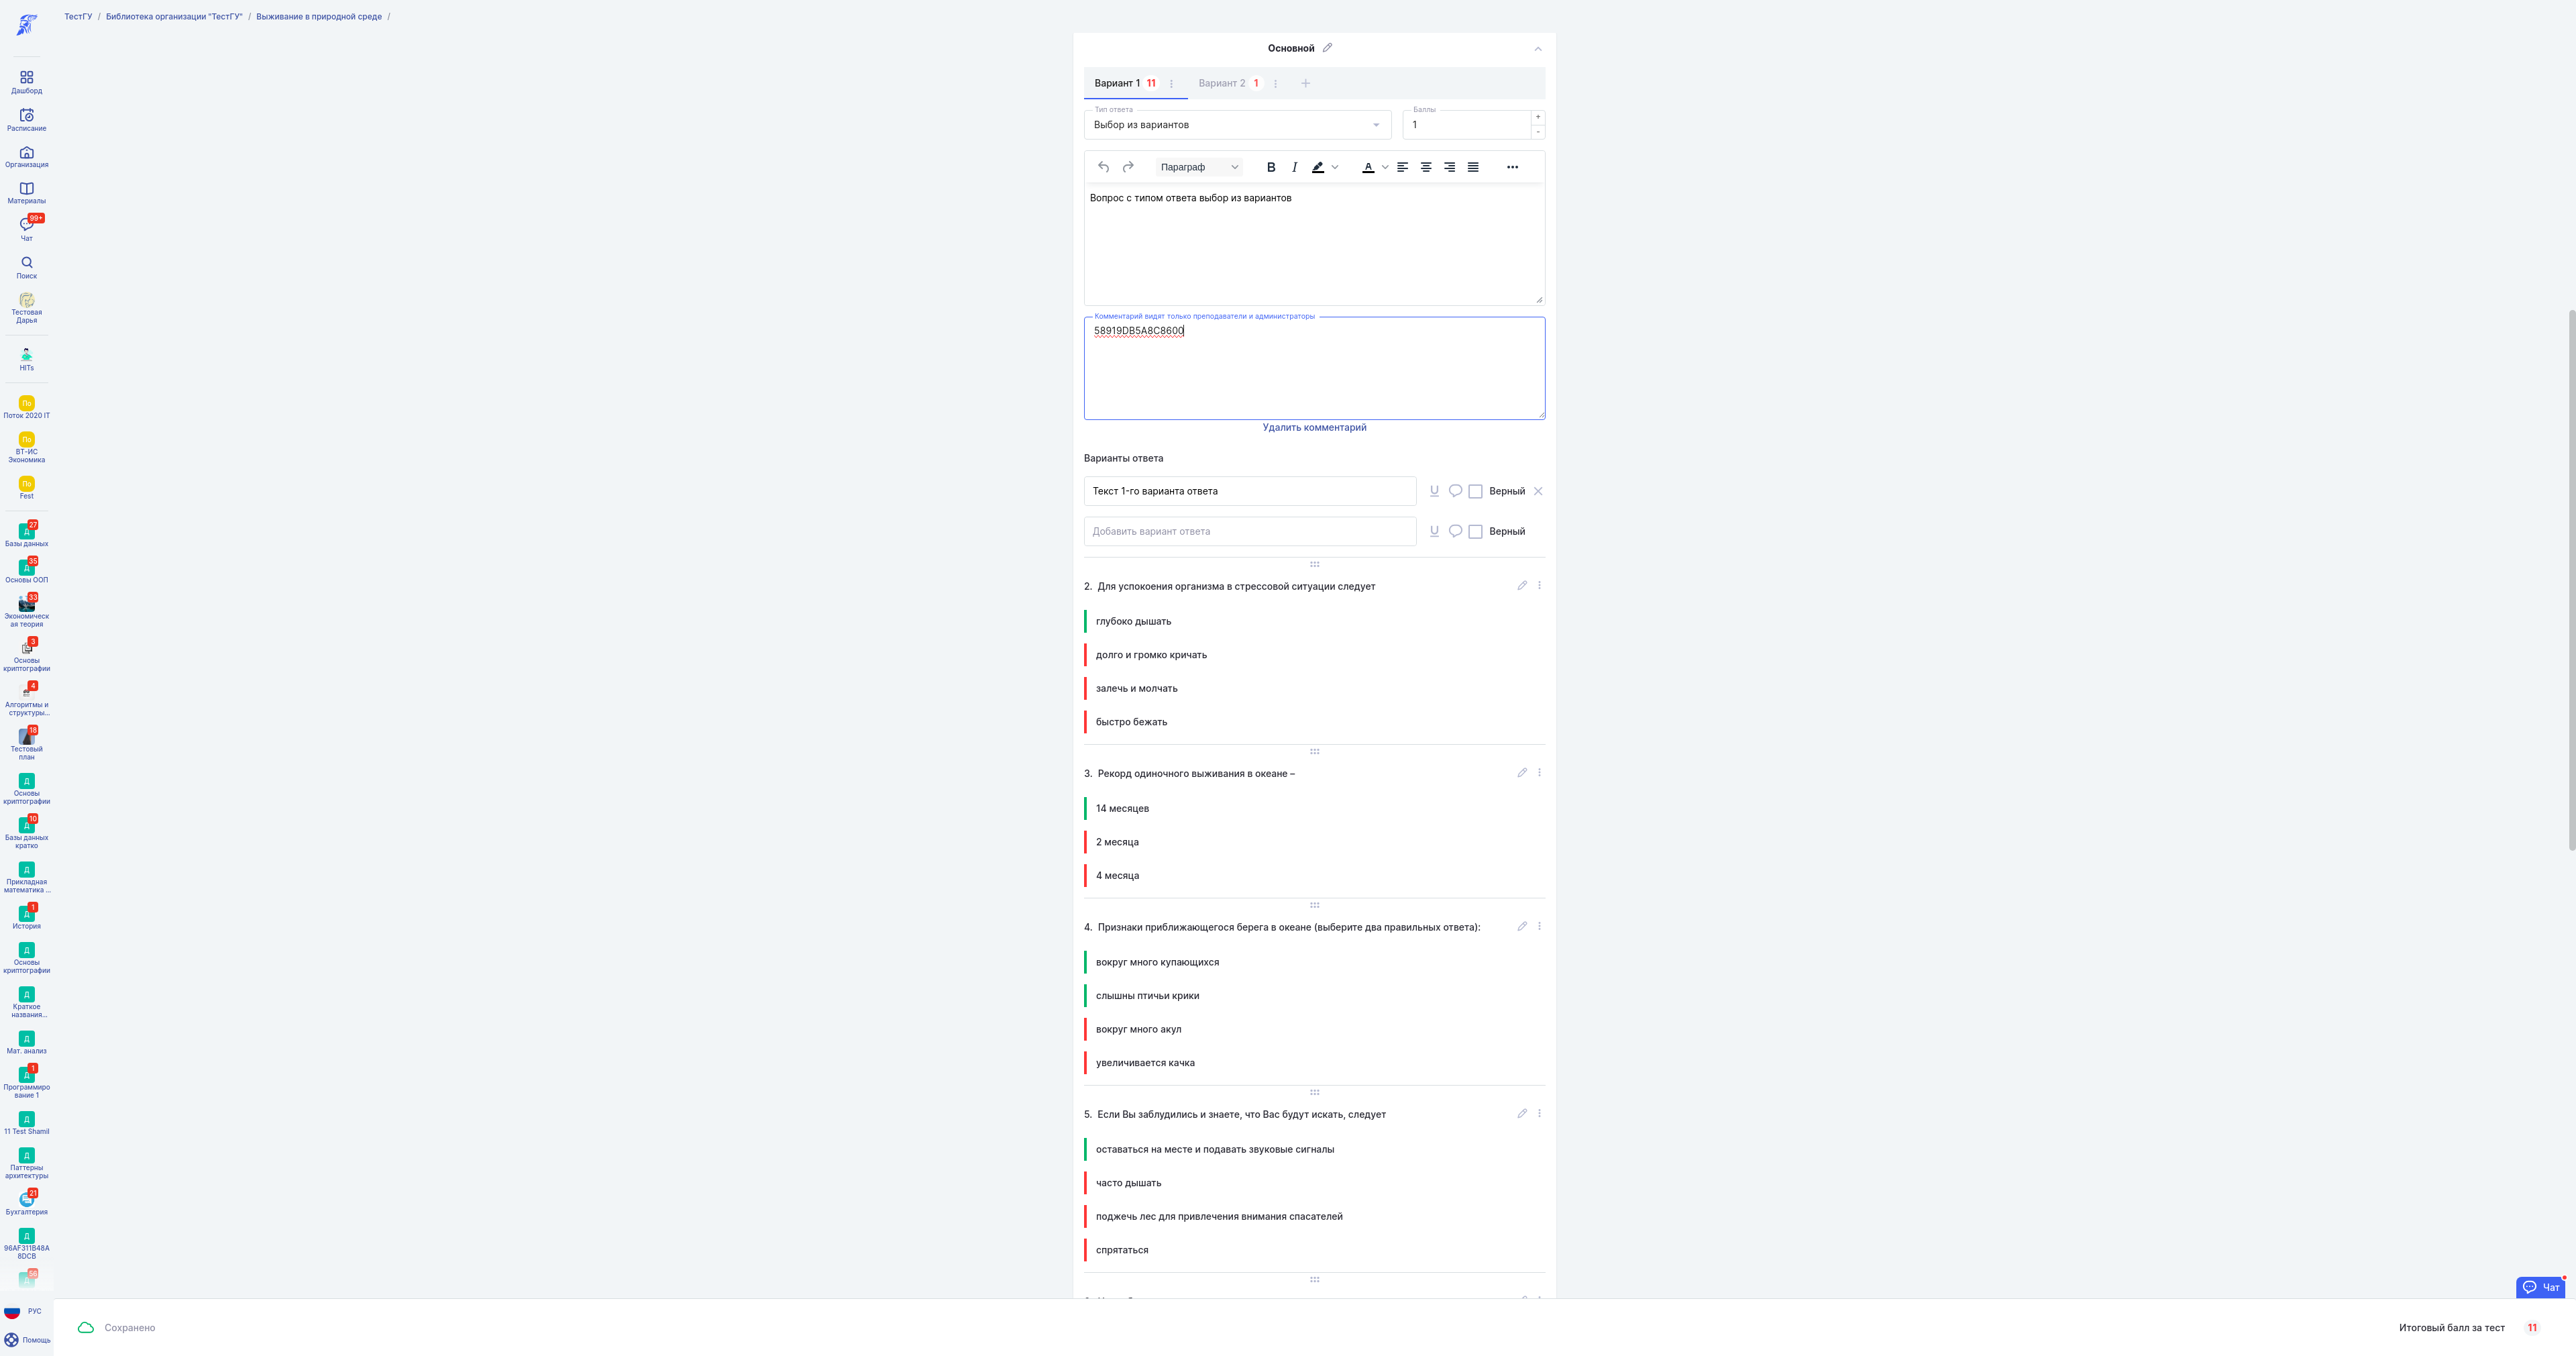 ТестГУ / Библиотека организации "ТестГУ" / Выживание в природной среде /
Дашборд
Расписание
Организация
Материалы
99+
Чат
Поиск
Тестовая
Дарья
HITs
По
Поток 2020 IT
По
ВТ-ИС
Экономика
По
Fest
27
Д
Базы данных
35
Д
Основы ООП
33
Экономическ
ая теория
3
Основы
криптографии
4
Алгоритмы и
структуры...
18
Тестовый
план
Д
Основы
криптографии
10
Д
Базы данных
кратко
Д
Прикладная
математика ...
1
Д
История
Д
Основы
криптографии
Д
Краткое
названия...
Д
Мат. анализ
1
Д
Программиро
вание 1
Д
11 Test Shamil
Д
Паттерны
архитектуры
21
Бухгалтерия
Д
96AF311B48A
8DCB
56
Д
РУС
Помощь
Основной
Вариант 1 11
Вариант 2 1
Тип ответа
Выбор из вариантов
Баллы
1
+
-
Параграф
B I A
Вопрос с типом ответа выбор из вариантов
Комментарий видят только преподаватели и администраторы
58919DB5A8C8600
Удалить комментарий
Варианты ответа
Текст 1-го варианта ответа
U
Верный
Добавить вариант ответа
U
Верный
2. Для успокоения организма в стрессовой ситуации следует
глубоко дышать
долго и громко кричать
залечь и молчать
быстро бежать
3. Рекорд одиночного выживания в океане –
14 месяцев
2 месяца
4 месяца
4. Признаки приближающегося берега в океане (выберите два правильных ответа):
вокруг много купающихся
слышны птичьи крики
вокруг много акул
увеличивается качка
5. Если Вы заблудились и знаете, что Вас будут искать, следует
оставаться на месте и подавать звуковые сигналы
часто дышать
поджечь лес для привлечения внимания спасателей
спрятаться
Чат
Сохранено
Итоговый балл за тест 11